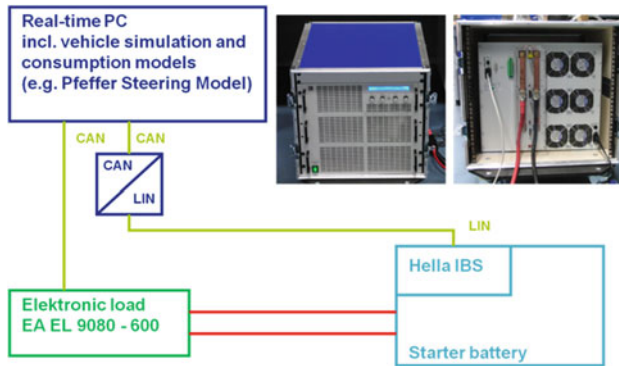 Real-time PC
incl. vehicle simulation and
consumption models
(e.g. Pfeffer Steering Model)
CAN
CAN
CAN
LIN
LIN
Hella IBS
Elektronic load
EA EL 9080 - 600
Starter battery